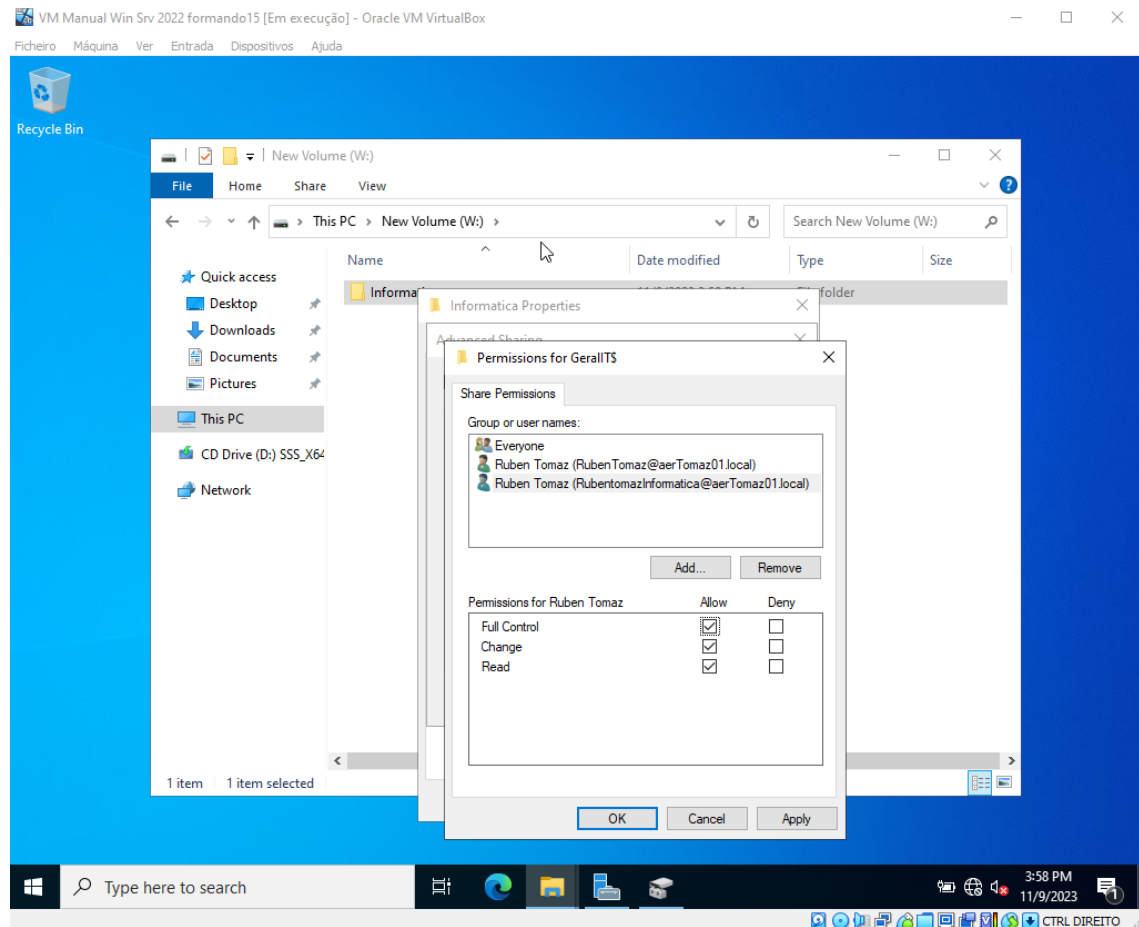 VM Manual Win Srv 2022 formando15 [Em execução] - Oracle VM VirtualBox
Ficheiro Máquina Ver Entrada Dispositivos Ajuda
Recycle Bin
New Volume (W:)
File Home Share View
This PC > New Volume (W:) >
Search New Volume (W:)
Name Date modified Type Size
Quick access
Desktop
Downloads
Documents
Pictures
This PC
CD Drive (D:) SSS_X64
Network
Informa
folder
Informatica Properties
Advanced Sharing
Permissions for GeralIT$
Share Permissions
Group or user names:
Everyone
Ruben Tomaz (RubenTomaz@aerTomaz01.local)
Ruben Tomaz (RubentomazInformatica@aerTomaz01.local)
Add... Remove
Permissions for Ruben Tomaz Allow Deny
Full Control
Change
Read
OK Cancel Apply
1 item 1 item selected
Type here to search
3:58 PM
11/9/2023
1
CTRL DIREITO